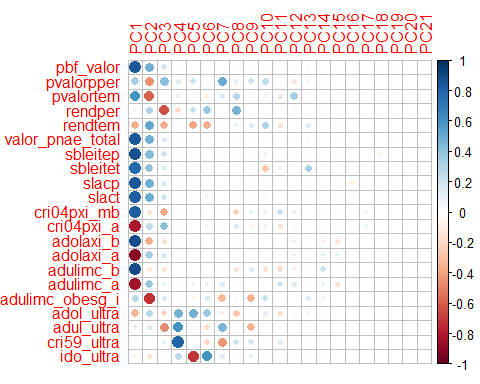 PC1 PC2 PC3 PC4 PC5 PC6 PC7 PC8 PC9 PC10 PC11 PC12 PC13 PC14 PC15 PC16 PC17 PC18 PC19 PC20 PC21
pbf_valor
pvalorpper
pvalortem
rendper
rendtem
valor_pnae_total
sbleitep
sbleitet
slacp
slact
cri04pxi_mb
cri04pxi_a
adolaxi_b
adolaxi_a
adulimc_b
adulimc_a
adulimc_obesg_i
adol_ultra
adul_ultra
cri59_ultra
ido_ultra
1
0.8
0.6
0.4
0.2
0
-0.2
-0.4
-0.6
-0.8
-1